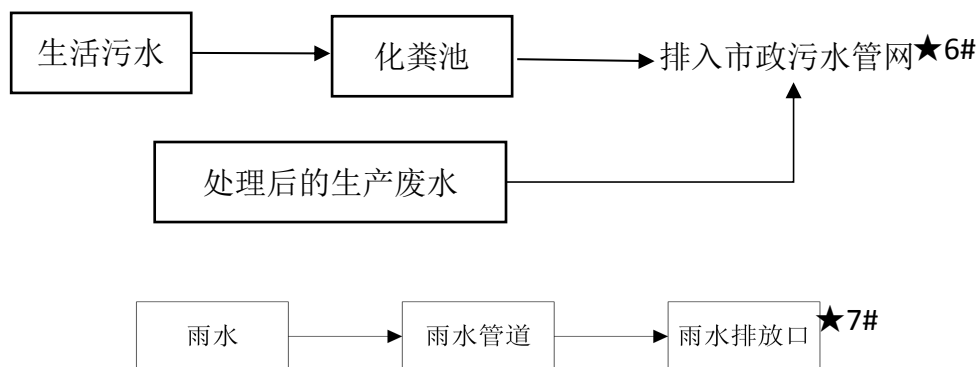 生活污水
化粪池
排入市政污水管网★6#
处理后的生产废水
雨水
雨水管道
雨水排放口★7#